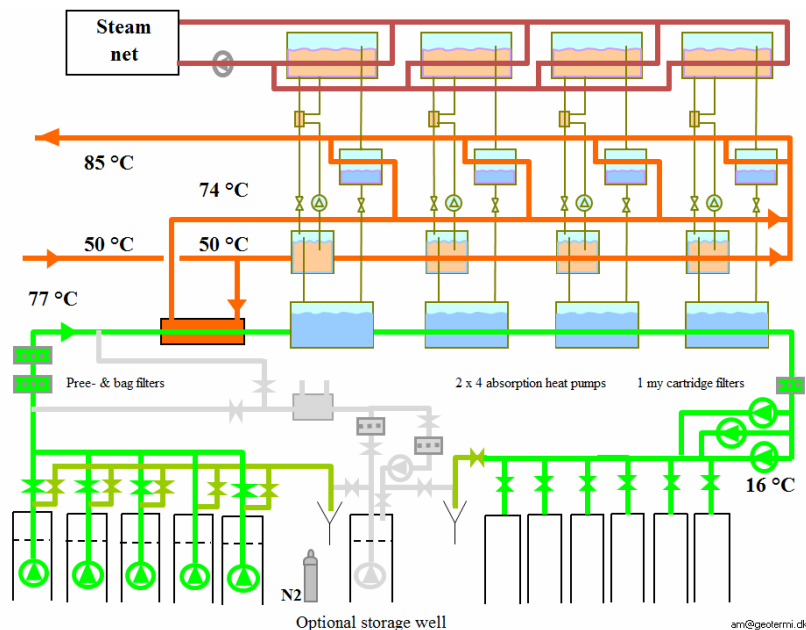 Steam
net
85 °C
74 °C
50 °C
50 °C
77 °C
Pree- & bag filters
2 x 4 absorption heat pumps
1 my cartridge filters
16 °C
N2
Optional storage well
am@geotermi.dk